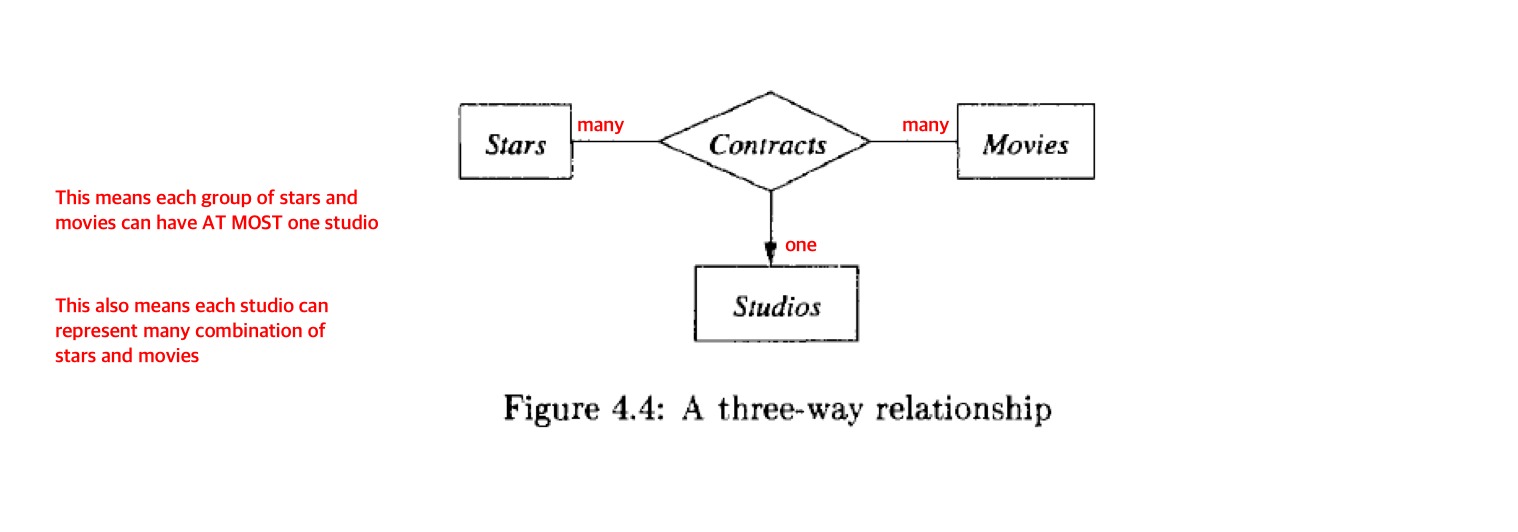 many
many
Stars
Contracts
Movies
This means each group of stars and
movies can have AT MOST one studio
one
This also means each studio can
represent many combination of
stars and movies
Studios
Figure 4.4: A three-way relationship